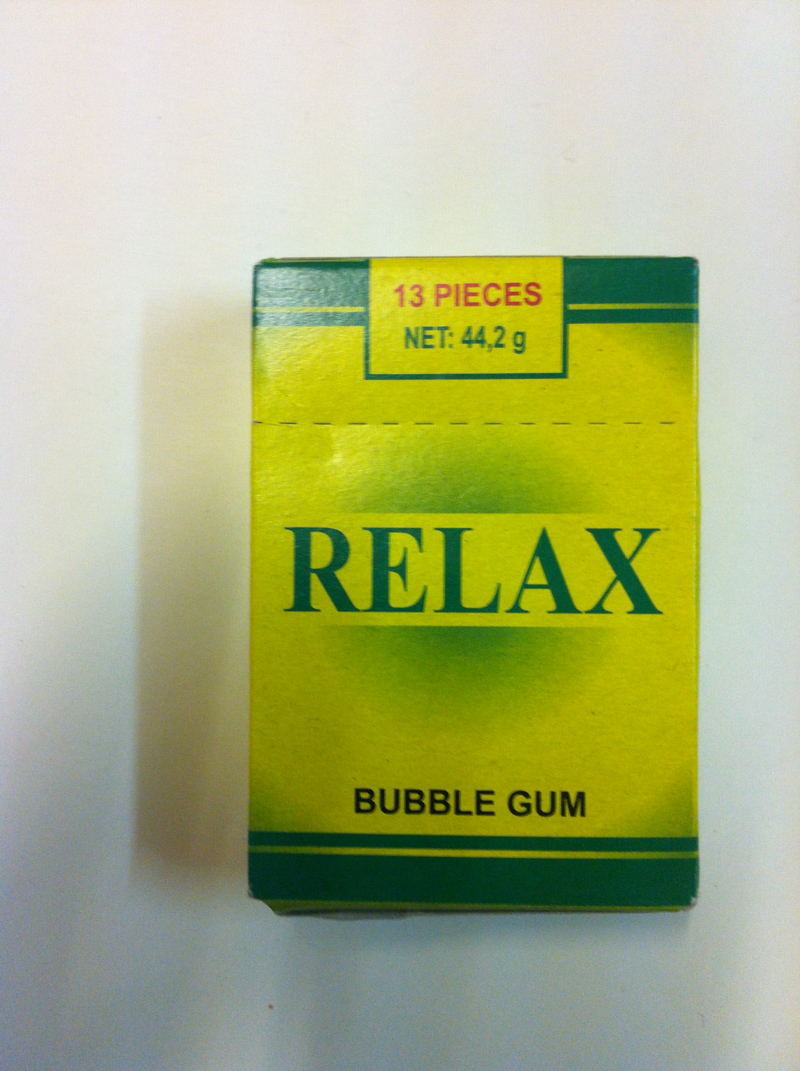 13 PIECES
NET: 44,2 g
RELAX
BUBBLE GUM